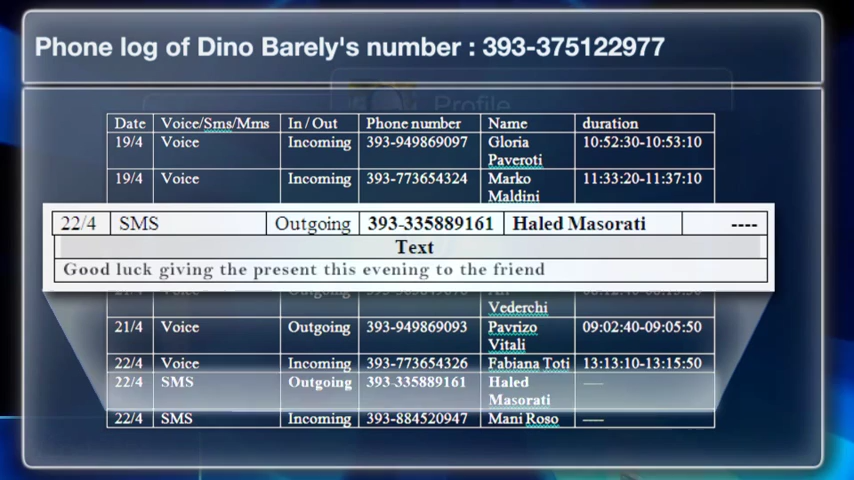 Phone log of Dino Barely's number : 393-375122977
Profile
Date Voice/Sms/Mms In / Out Phone number Name duration
19/4 Voice Incoming 393-949869097 Gloria 10:52:30-10:53:10
Paveroti
19/4 Voice Incoming 393-773654324 Marko 11:33:20-11:37:10
Maldini
22/4 SMS Outgoing 393-335889161 Haled Masorati ----
Text
Good luck giving the present this evening to the friend
21/4 Voice Outgoing
Vederchi
21/4 Voice Outgoing 393-949869093 Pavrizo 09:02:40-09:05:50
Vitali
22/4 Voice Incoming 393-773654326 Fabiana Toti 13:13:10-13:15:50
22/4 SMS Outgoing 393-335889161 Haled ----
Masorati
22/4 SMS Incoming 393-884520947 Mani Roso ----